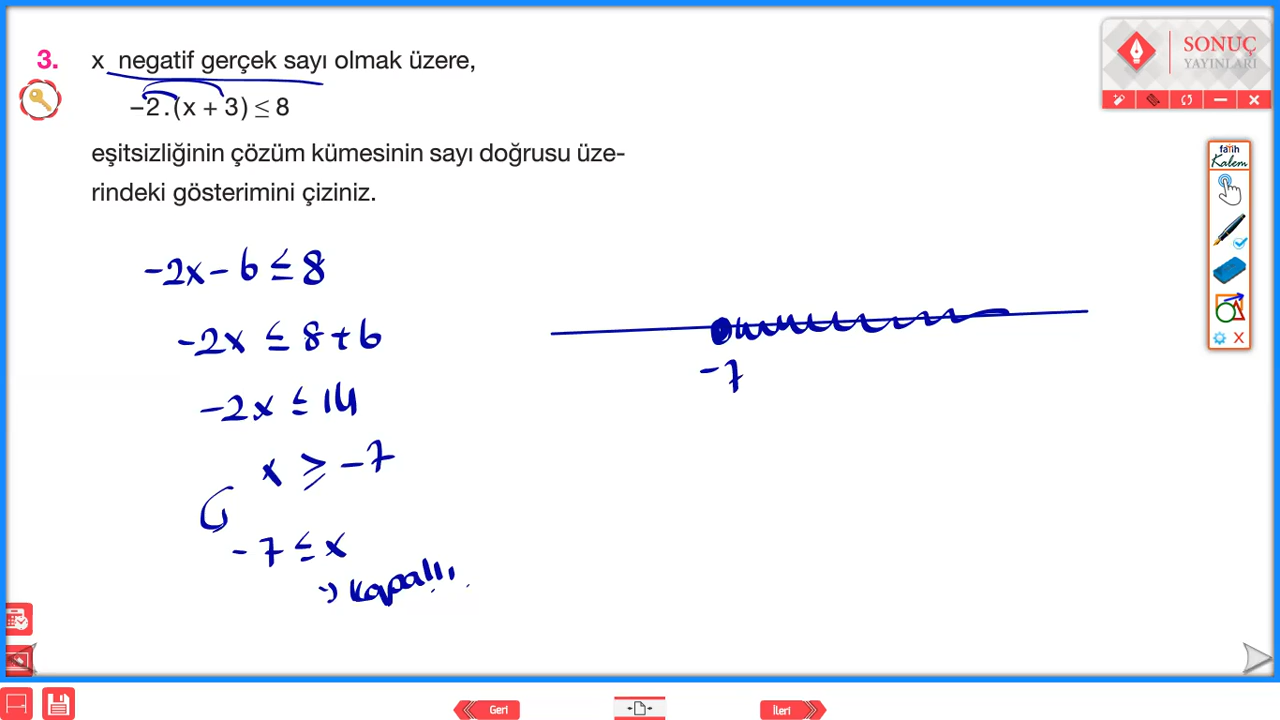 3. x negatif gerçek sayı olmak üzere,
−2.(x + 3) ≤ 8
eşitsizliğinin çözüm kümesinin sayı doğrusu üze-
rindeki gösterimini çiziniz.
-2x - 6 ≤ 8
-2x ≤ 8 + 6
-2x ≤ 14
x ≥ -7
-7 ≤ x
-7
SONUÇ
YAYINLARI
fatih
Kalem
Geri
İleri